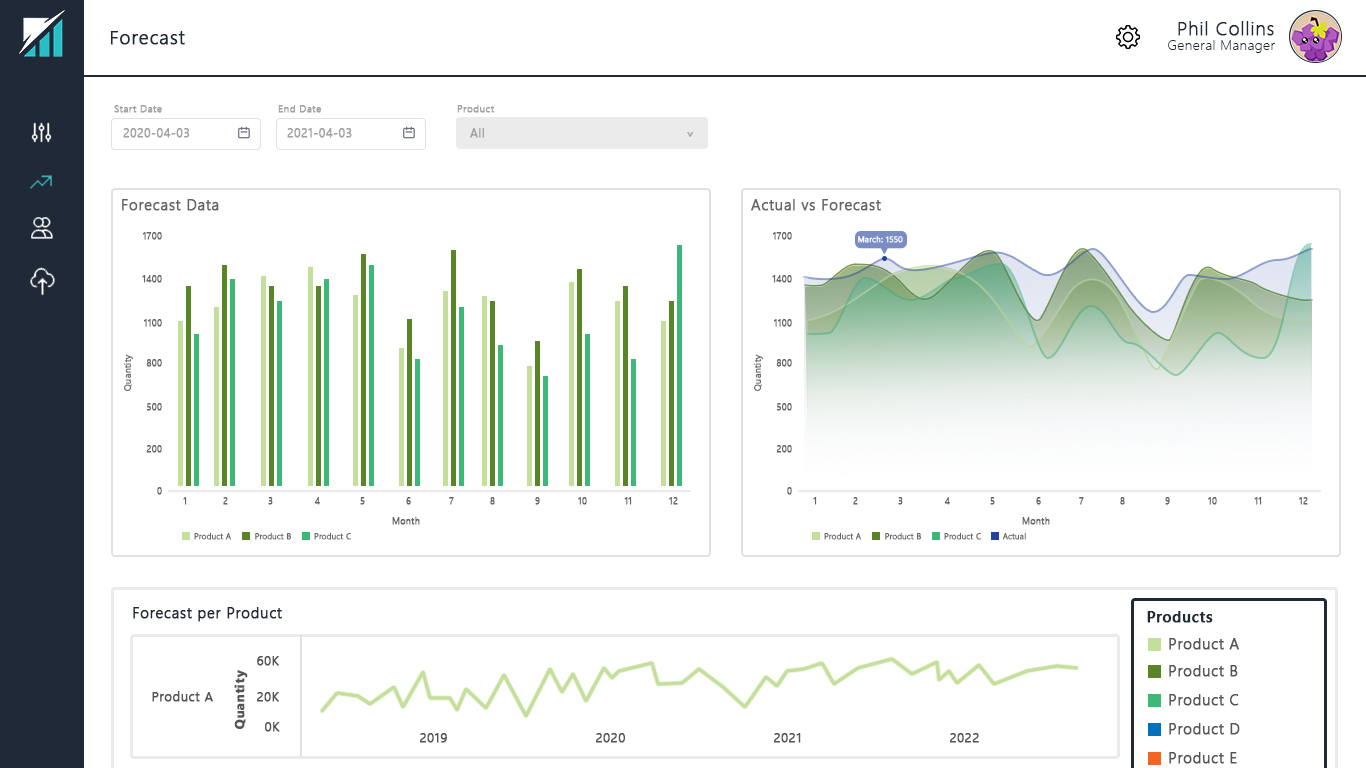 Forecast
Phil Collins
General Manager
Start Date
End Date
Product
2020-04-03
2021-04-03
All
Forecast Data
1700
1400
1100
800
500
200
0
Quantity
1 2 3 4 5 6 7 8 9 10 11 12
Month
Product A Product B Product C
Actual vs Forecast
March: 1550
1700
1400
1100
800
500
200
0
Quantity
1 2 3 4 5 6 7 8 9 10 11 12
Month
Product A Product B Product C Actual
Forecast per Product
Product A
Quantity
60K
20K
0K
2019 2020 2021 2022
Products
Product A
Product B
Product C
Product D
Product E